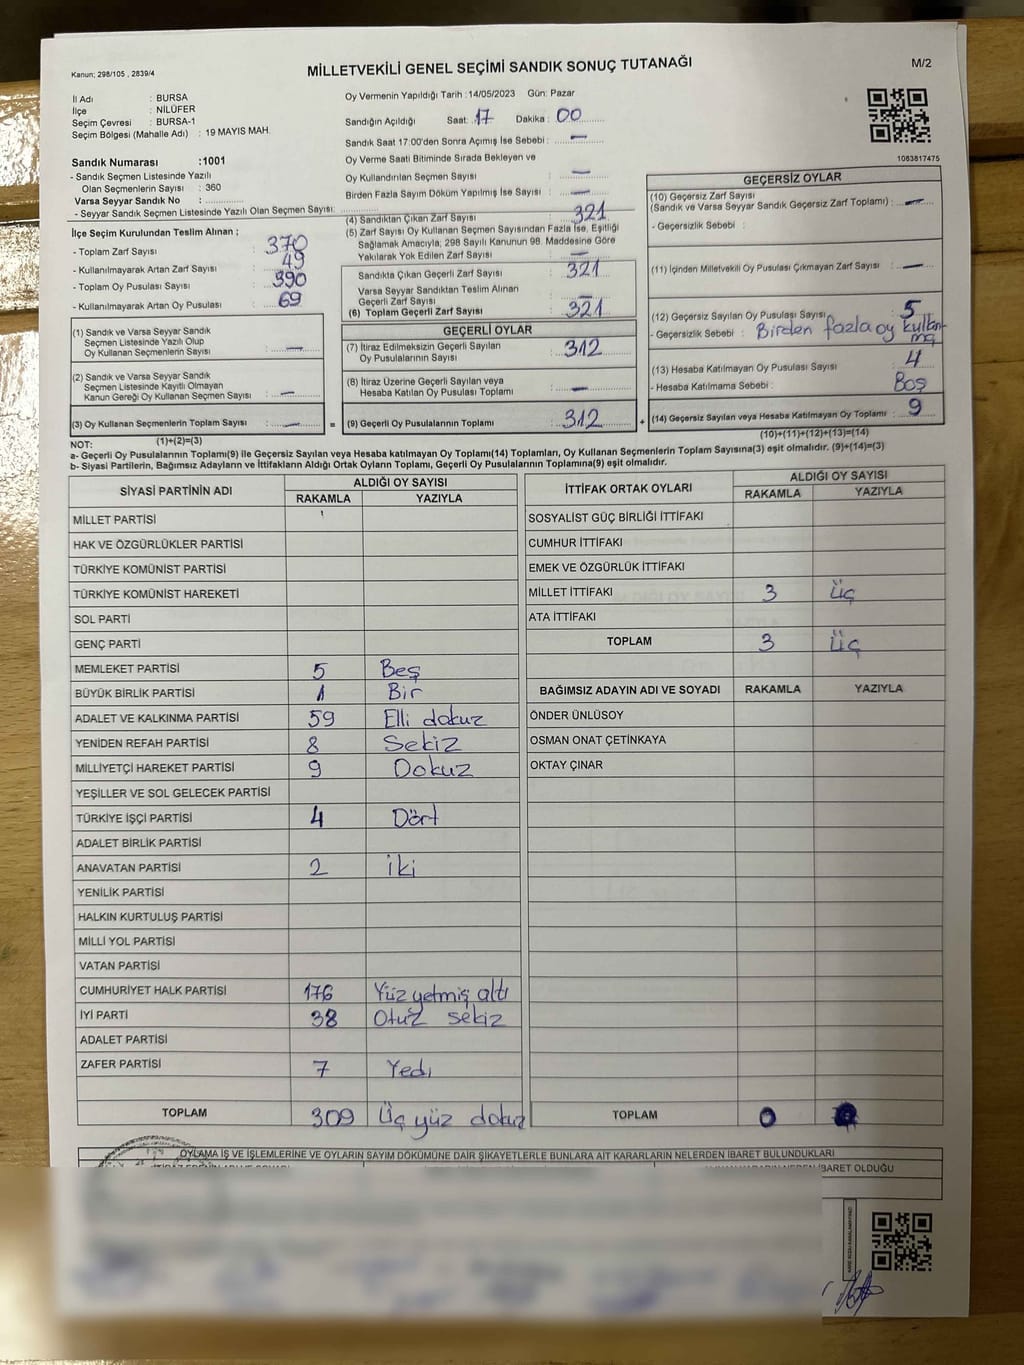 Kanun; 298/105 , 2839/4
MİLLETVEKİLİ GENEL SEÇİMİ SANDIK SONUÇ TUTANAĞI
M/2
İl Adı : BURSA
İlçe : NİLÜFER
Seçim Çevresi : BURSA-1
Seçim Bölgesi (Mahalle Adı) : 19 MAYIS MAH.
Sandık Numarası :1001
- Sandık Seçmen Listesinde Yazılı
Olan Seçmenlerin Sayısı : 360
Varsa Seyyar Sandık No :
- Seyyar Sandık Seçmen Listesinde Yazılı Olan Seçmen Sayısı:
İlçe Seçim Kurulundan Teslim Alınan ;
- Toplam Zarf Sayısı : 370
- Kullanılmayarak Artan Zarf Sayısı : 49
- Toplam Oy Pusulası Sayısı : 390
- Kullanılmayarak Artan Oy Pusulası : 69
Oy Vermenin Yapıldığı Tarih :14/05/2023 Gün: Pazar
Sandığın Açıldığı Saat: 17 Dakika : 00
Sandık Saat 17:00'den Sonra Açımış İse Sebebi : —
Oy Verme Saati Bitiminde Sırada Bekleyen ve
Oy Kullandırılan Seçmen Sayısı : —
Birden Fazla Sayım Döküm Yapılmış İse Sayısı : —
(4) Sandıktan Çıkan Zarf Sayısı : 321
(5) Zarf Sayısı Oy Kullanan Seçmen Sayısından Fazla İse, Eşitliği
Sağlamak Amacıyla; 298 Sayılı Kanunun 98. Maddesine Göre
Yakılarak Yok Edilen Zarf Sayısı : —
Sandıkta Çıkan Geçerli Zarf Sayısı : 321
Varsa Seyyar Sandıktan Teslim Alınan
Geçerli Zarf Sayısı : —
(6) Toplam Geçerli Zarf Sayısı : 321
1083817475
GEÇERSİZ OYLAR
(10) Geçersiz Zarf Sayısı
(Sandık ve Varsa Seyyar Sandık Geçersiz Zarf Toplamı) : —
- Geçersizlik Sebebi :
(11) İçinden Milletvekili Oy Pusulası Çıkmayan Zarf Sayısı : —
(12) Geçersiz Sayılan Oy Pusulası Sayısı : 5
- Geçersizlik Sebebi : Birden fazla oy kullanma
(13) Hesaba Katılmayan Oy Pusulası Sayısı : 4
- Hesaba Katılmama Sebebi : Boş
(14) Geçersiz Sayılan veya Hesaba Katılmayan Oy Toplamı : 9
(10)+(11)+(12)+(13)=(14)
(1) Sandık ve Varsa Seyyar Sandık
Seçmen Listesinde Yazılı Olup
Oy Kullanan Seçmenlerin Sayısı : —
(2) Sandık ve Varsa Seyyar Sandık
Seçmen Listesinde Kayıtlı Olmayan
Kanun Gereği Oy Kullanan Seçmen Sayısı : —
(3) Oy Kullanan Seçmenlerin Toplam Sayısı : — =
(1)+(2)=(3)
GEÇERLİ OYLAR
(7) İtiraz Edilmeksizin Geçerli Sayılan
Oy Pusulalarının Sayısı : 312
(8) İtiraz Üzerine Geçerli Sayılan veya
Hesaba Katılan Oy Pusulası Toplamı : —
(9) Geçerli Oy Pusulalarının Toplamı : 312 +
NOT:
a- Geçerli Oy Pusulalarının Toplamı(9) ile Geçersiz Sayılan veya Hesaba katılmayan Oy Toplamı(14) Toplamları, Oy Kullanan Seçmenlerin Toplam Sayısına(3) eşit olmalıdır. (9)+(14)=(3)
b- Siyasi Partilerin, Bağımsız Adayların ve İttifakların Aldığı Ortak Oyların Toplamı, Geçerli Oy Pusulalarının Toplamına(9) eşit olmalıdır.
SİYASİ PARTİNİN ADI ALDIĞI OY SAYISI
RAKAMLA YAZIYLA
MİLLET PARTİSİ
HAK VE ÖZGÜRLÜKLER PARTİSİ
TÜRKİYE KOMÜNİST PARTİSİ
TÜRKİYE KOMÜNİST HAREKETİ
SOL PARTİ
GENÇ PARTİ
MEMLEKET PARTİSİ 5 Beş
BÜYÜK BİRLİK PARTİSİ 1 Bir
ADALET VE KALKINMA PARTİSİ 59 Elli dokuz
YENİDEN REFAH PARTİSİ 8 Sekiz
MİLLİYETÇİ HAREKET PARTİSİ 9 Dokuz
YEŞİLLER VE SOL GELECEK PARTİSİ
TÜRKİYE İŞÇİ PARTİSİ 4 Dört
ADALET BİRLİK PARTİSİ
ANAVATAN PARTİSİ 2 iki
YENİLİK PARTİSİ
HALKIN KURTULUŞ PARTİSİ
MİLLİ YOL PARTİSİ
VATAN PARTİSİ
CUMHURİYET HALK PARTİSİ 176 Yüz yetmiş altı
İYİ PARTİ 38 Otuz sekiz
ADALET PARTİSİ
ZAFER PARTİSİ 7 Yedi
TOPLAM 309 Üç yüz dokuz
İTTİFAK ORTAK OYLARI ALDIĞI OY SAYISI
RAKAMLA YAZIYLA
SOSYALİST GÜÇ BİRLİĞİ İTTİFAKI
CUMHUR İTTİFAKI
EMEK VE ÖZGÜRLÜK İTTİFAKI
MİLLET İTTİFAKI 3 Üç
ATA İTTİFAKI
TOPLAM 3 Üç
BAĞIMSIZ ADAYIN ADI VE SOYADI RAKAMLA YAZIYLA
ÖNDER ÜNLÜSOY
OSMAN ONAT ÇETİNKAYA
OKTAY ÇINAR
TOPLAM 0
OYLAMA İŞ VE İŞLEMLERİNE VE OYLARIN SAYIM DÖKÜMÜNE DAİR ŞİKAYETLERLE BUNLARA AİT KARARLARIN NELERDEN İBARET BULUNDUKLARI
İBARET OLDUĞU